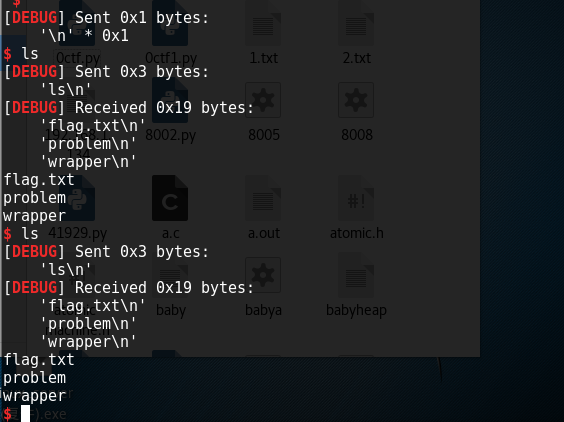 $
[DEBUG] Sent 0x1 bytes:
    '\n' * 0x1
$ ls
[DEBUG] Sent 0x3 bytes:
    'ls\n'
[DEBUG] Received 0x19 bytes:
    'flag.txt\n'
    'problem\n'
    'wrapper\n'
flag.txt
problem
wrapper
$ ls
[DEBUG] Sent 0x3 bytes:
    'ls\n'
[DEBUG] Received 0x19 bytes:
    'flag.txt\n'
    'problem\n'
    'wrapper\n'
flag.txt
problem
wrapper
$
0ctf.py 0ctf1.py 1.txt 2.txt
8002.py 8005 8008
41929.py a.c a.out atomic.h
baby babya babyheap
.exe